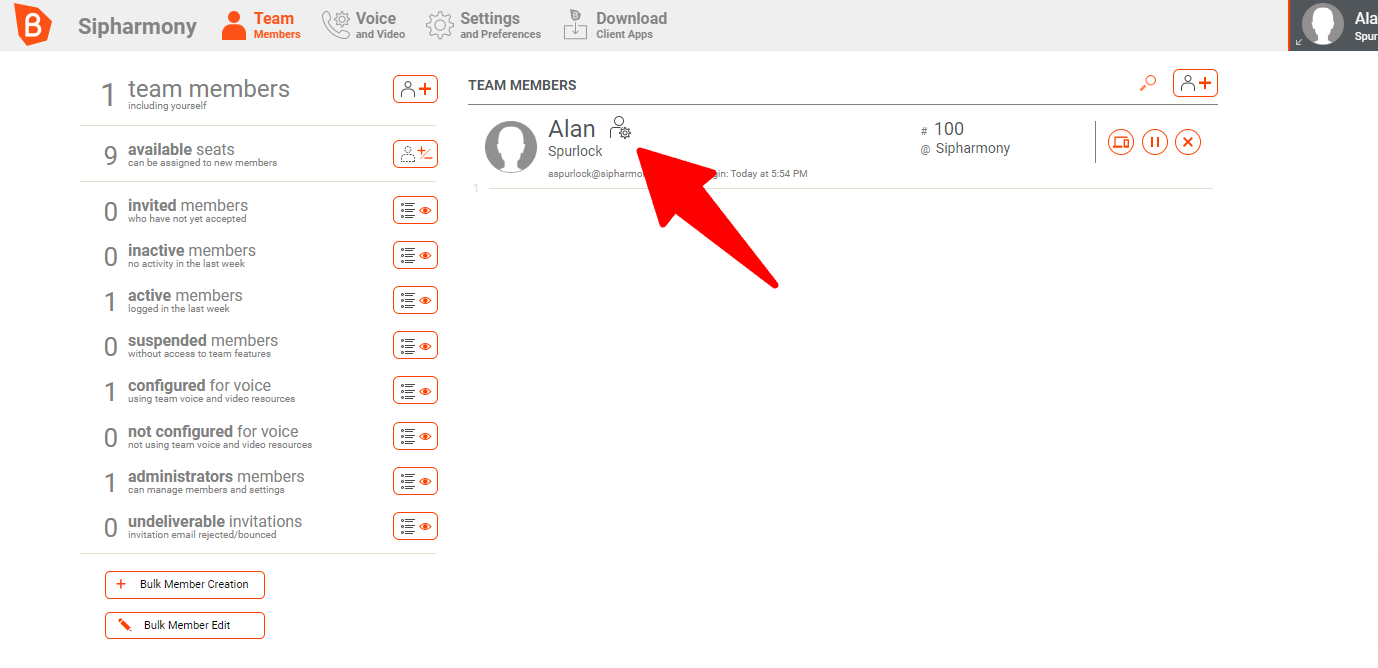 B
Sipharmony
Team
Members
Voice
and Video
Settings
and Preferences
Download
Client Apps
1 team members
including yourself
9 available seats
can be assigned to new members
0 invited members
who have not yet accepted
0 inactive members
no activity in the last week
1 active members
logged in the last week
0 suspended members
without access to team features
1 configured for voice
using team voice and video resources
0 not configured for voice
not using team voice and video resources
1 administrators members
can manage members and settings
0 undeliverable invitations
invitation email rejected/bounced
+ Bulk Member Creation
Bulk Member Edit
TEAM MEMBERS
Alan
Spurlock
Today at 5:54 PM
# 100
@ Sipharmony
1